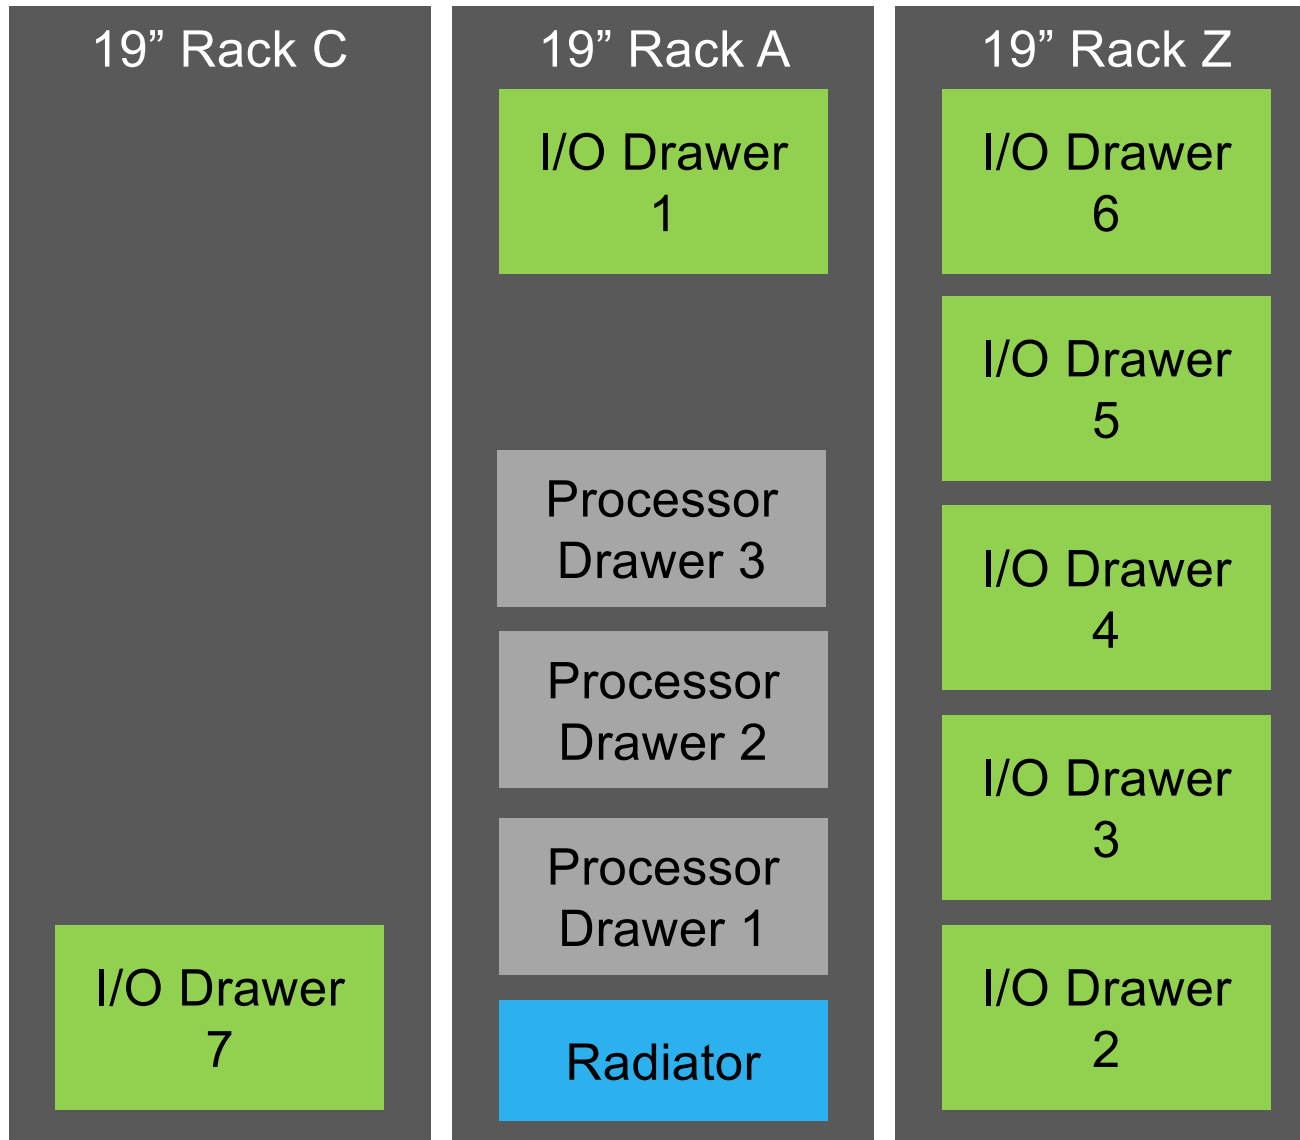 19” Rack C
I/O Drawer
7
19” Rack A
I/O Drawer
1
Processor
Drawer 3
Processor
Drawer 2
Processor
Drawer 1
Radiator
19” Rack Z
I/O Drawer
6
I/O Drawer
5
I/O Drawer
4
I/O Drawer
3
I/O Drawer
2